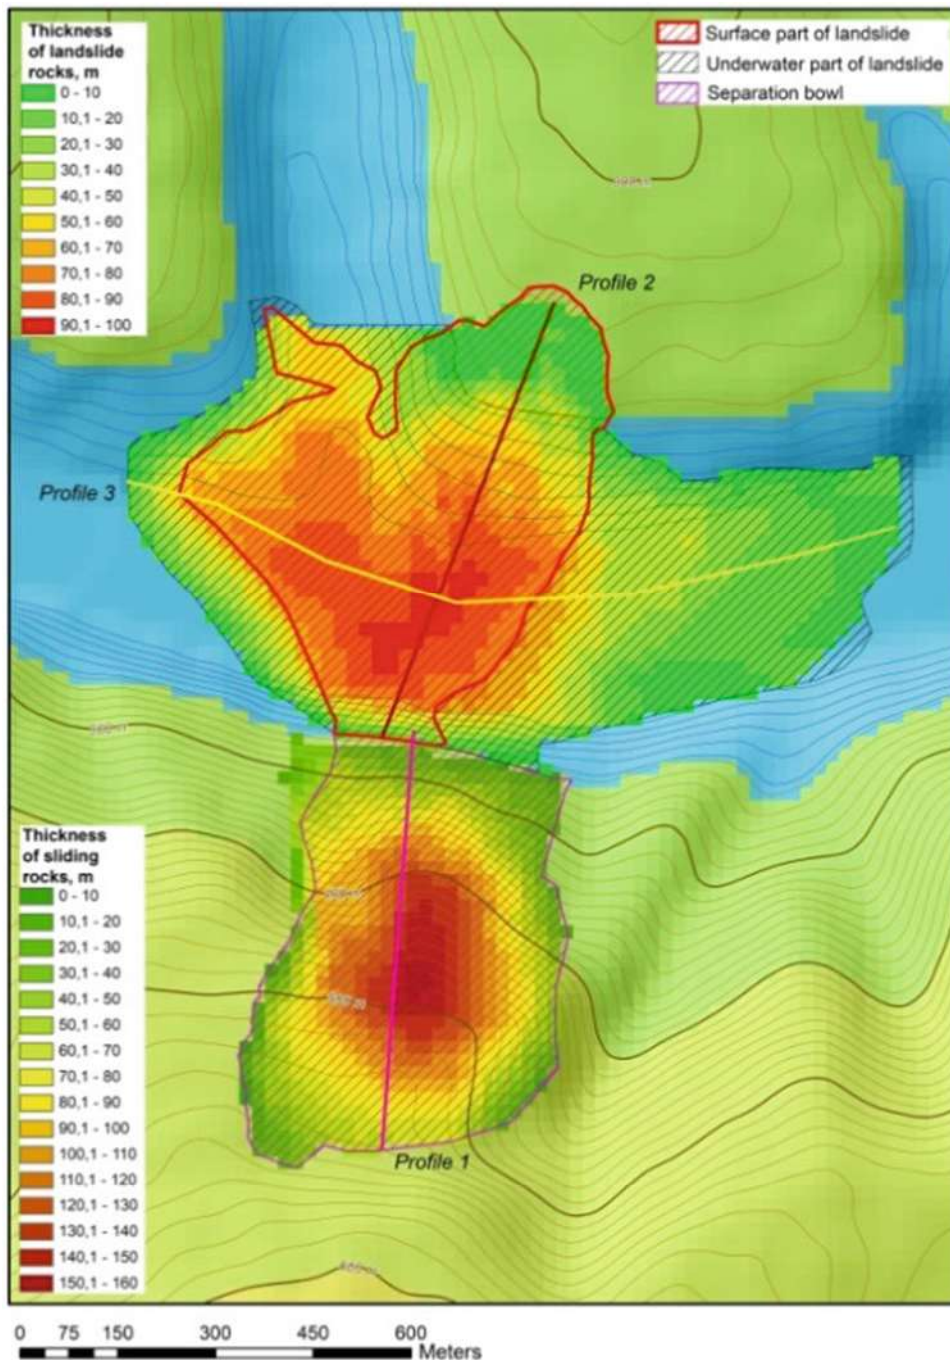 Thickness
of landslide
rocks, m
0 - 10
10,1 - 20
20,1 - 30
30,1 - 40
40,1 - 50
50,1 - 60
60,1 - 70
70,1 - 80
80,1 - 90
90,1 - 100
Surface part of landslide
Underwater part of landslide
Separation bowl
Profile 2
Profile 3
Thickness
of sliding
rocks, m
0 - 10
10,1 - 20
20,1 - 30
30,1 - 40
40,1 - 50
50,1 - 60
60,1 - 70
70,1 - 80
80,1 - 90
90,1 - 100
100,1 - 110
110,1 - 120
120,1 - 130
130,1 - 140
140,1 - 150
150,1 - 160
Profile 1
0 75 150 300 450 600
Meters